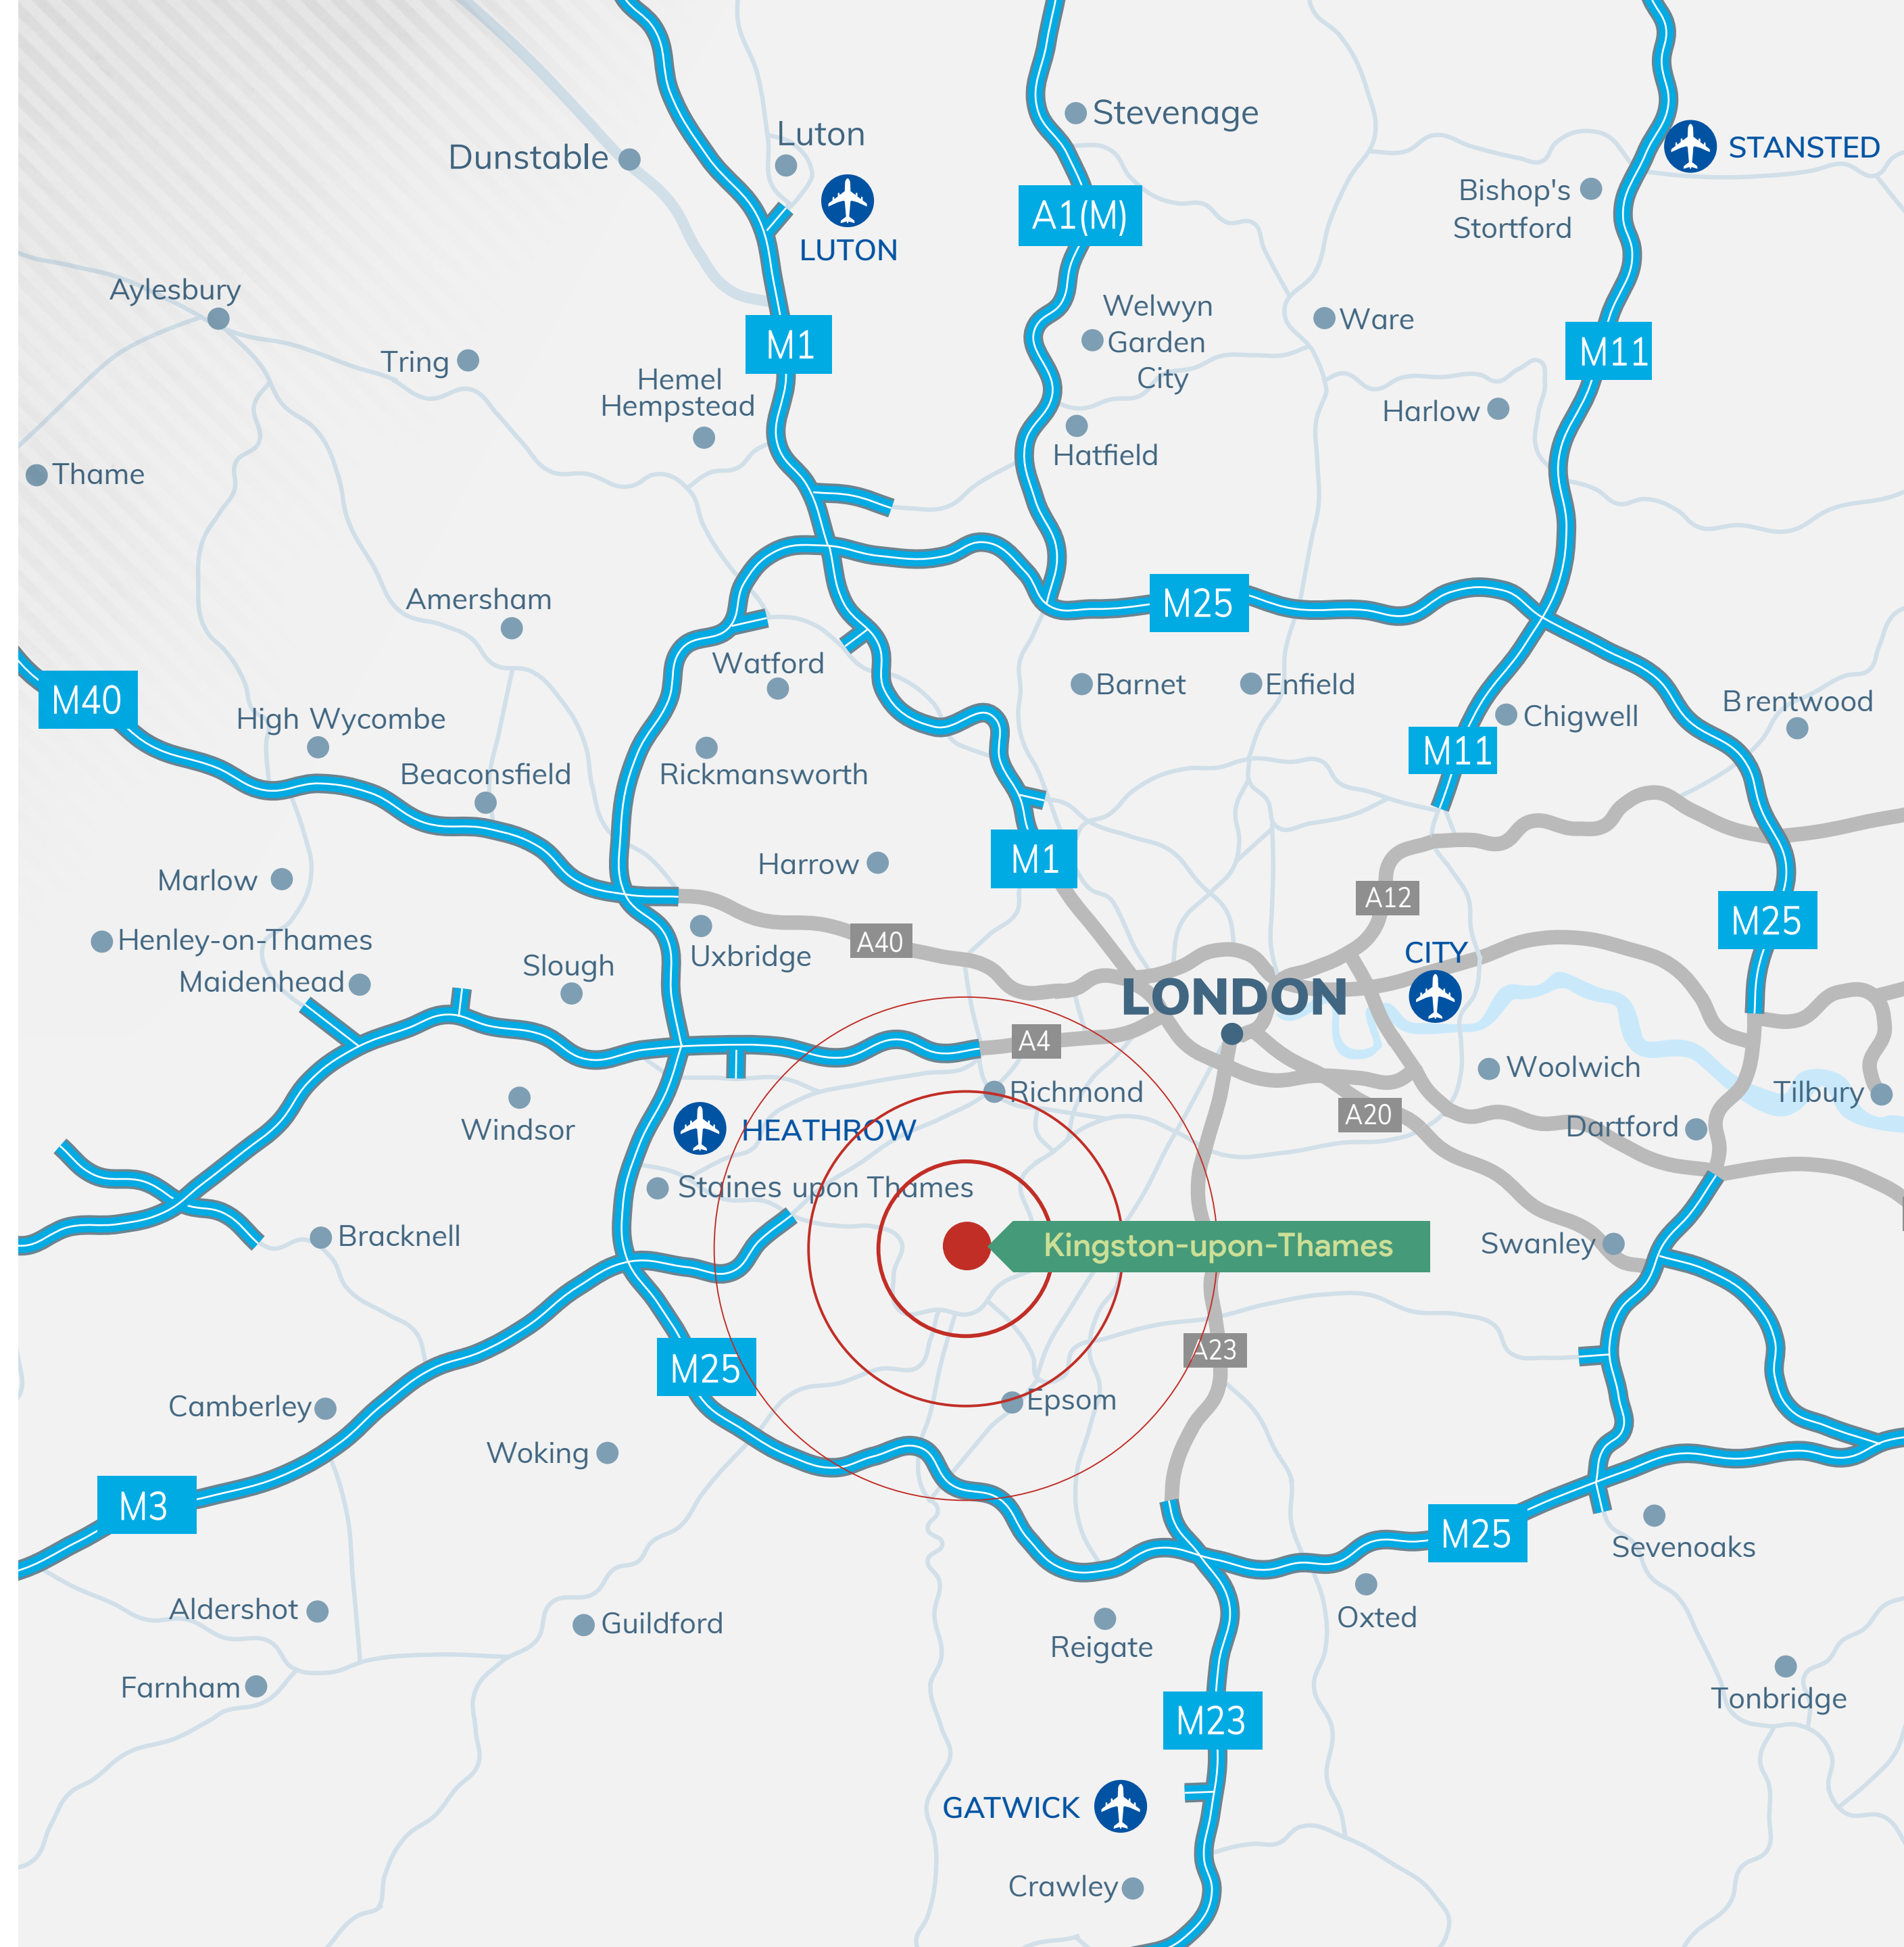 Stevenage
Luton
STANSTED
Dunstable
Bishop's
Stortford
A1(M)
LUTON
Aylesbury
Welwyn
Garden
City
Ware
M1
M11
Tring
Hemel
Hempstead
Harlow
Hatfield
Thame
Amersham
M25
Watford
Barnet
Enfield
M40
High Wycombe
Chigwell
Brentwood
M11
Beaconsfield
Rickmansworth
Harrow
M1
Marlow
A12
M25
Henley-on-Thames
A40
CITY
Uxbridge
Slough
Maidenhead
LONDON
A4
Woolwich
Richmond
Tilbury
A20
Windsor
HEATHROW
Dartford
Staines upon Thames
Bracknell
Kingston-upon-Thames
Swanley
A23
M25
Camberley
Epsom
Woking
M3
M25
Sevenoaks
Aldershot
Guildford
Oxted
Reigate
Farnham
Tonbridge
M23
GATWICK
Crawley